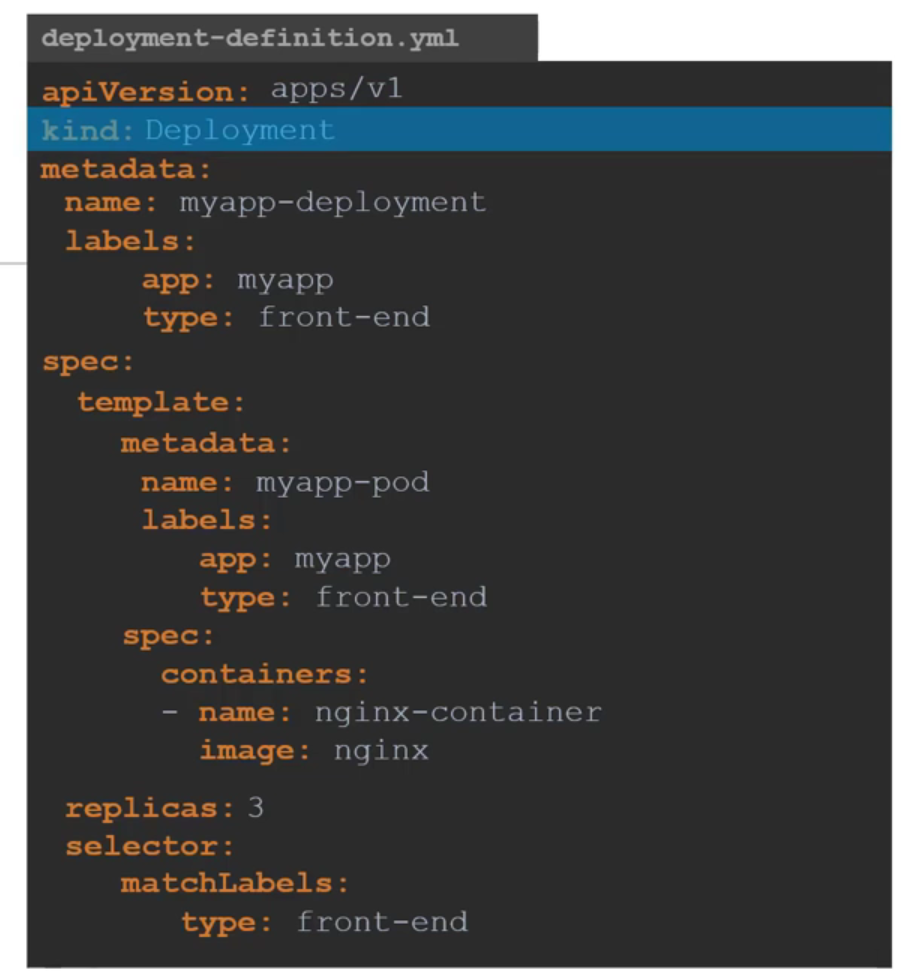 deployment-definition.yml
apiVersion: apps/v1
kind: Deployment
metadata:
  name: myapp-deployment
  labels:
      app: myapp
      type: front-end
spec:
  template:
    metadata:
      name: myapp-pod
      labels:
        app: myapp
        type: front-end
    spec:
      containers:
      - name: nginx-container
        image: nginx
  replicas: 3
  selector:
    matchLabels:
       type: front-end